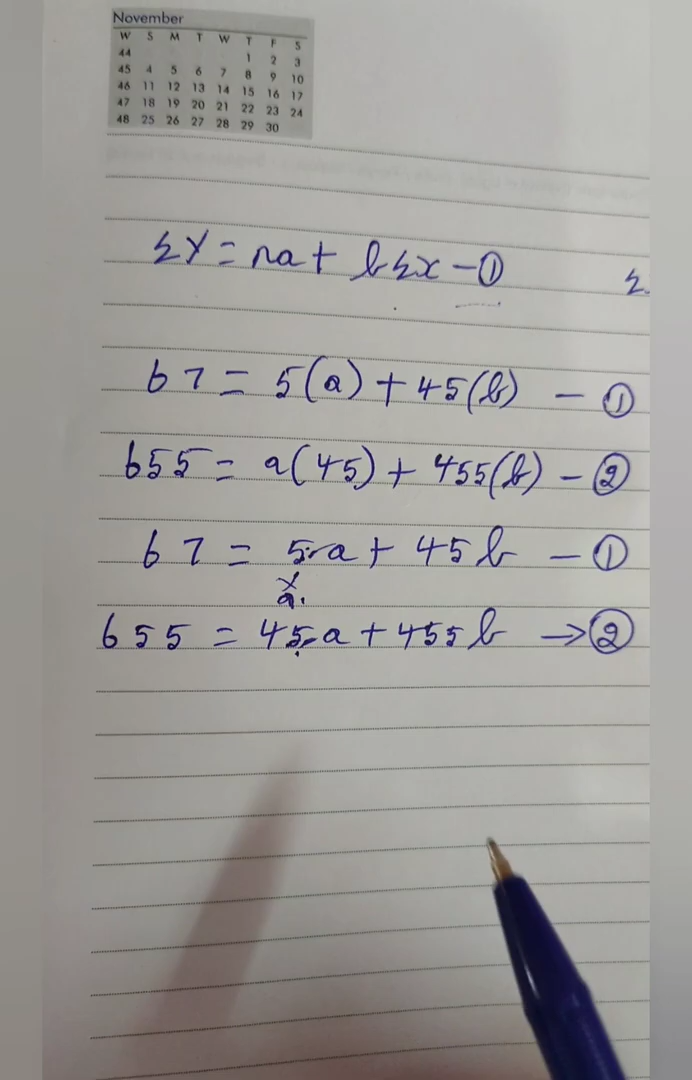 November
W S M T W T F S
44 1 2 3
45 4 5 6 7 8 9 10
46 11 12 13 14 15 16 17
47 18 19 20 21 22 23 24
48 25 26 27 28 29 30
ΣY = na + bΣx - ①
Σ
67 = 5(a) + 45(b) - ①
655 = a(45) + 455(b) - ②
67 = 5a + 45b - ①
x
9.
655 = 45a + 455b → ②